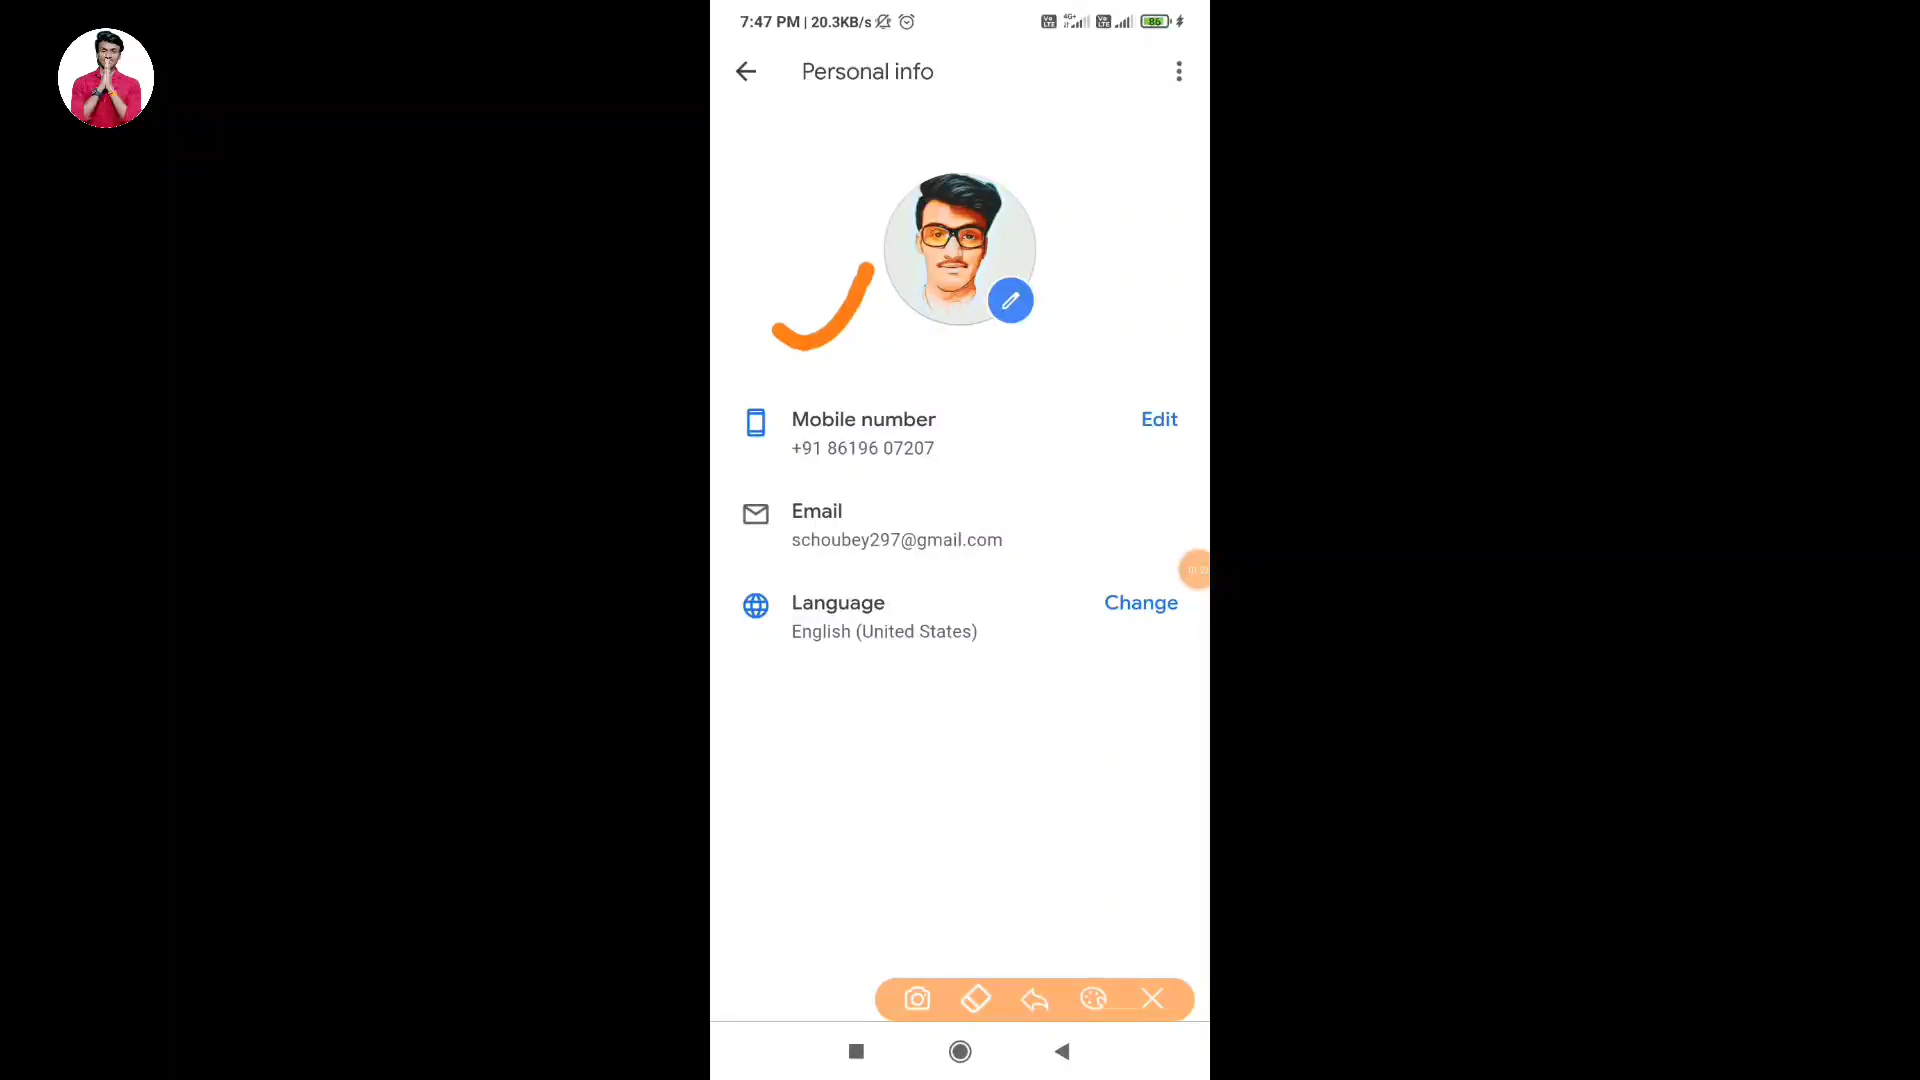 7:47 PM | 20.3KB/s
86
Personal info
Mobile number
Edit
+91 86196 07207
Email
schoubey297@gmail.com
Language
Change
English (United States)